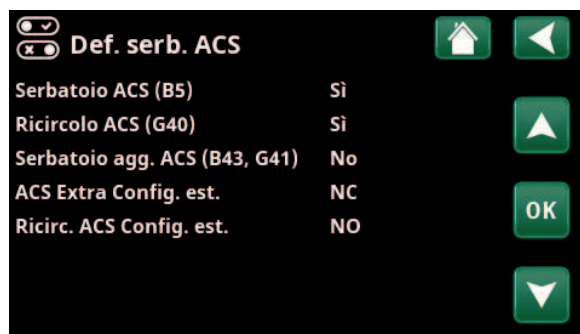 Def. serb. ACS
Serbatoio ACS (B5) Sì
Ricircolo ACS (G40) Sì
Serbatoio agg. ACS (B43, G41) No
ACS Extra Config. est. NC
OK
Ricirc. ACS Config. est. NO